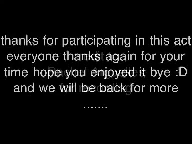 thanks for participating in this act
everyone thanks again for your
time hope you enjoyed it bye :D
and we will be back for more
.......